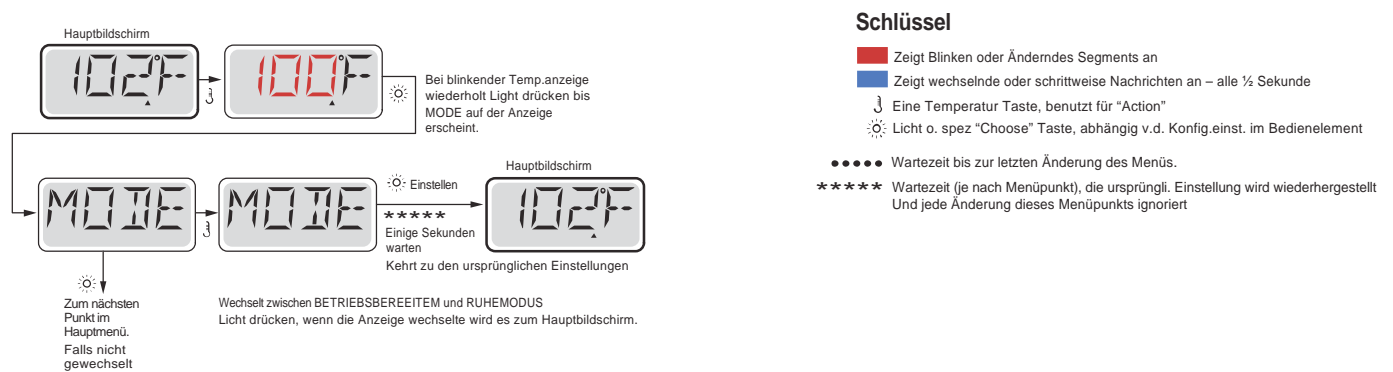 Hauptbildschirm
102°F
100°F
Bei blinkender Temp.anzeige
wiederholt Light drücken bis
MODE auf der Anzeige
erscheint.
MODE
MODE
Einstellen
*****
Einige Sekunden
warten
Kehrt zu den ursprünglichen Einstellungen
Hauptbildschirm
102°F
Zum nächsten
Punkt im
Hauptmenü.
Falls nicht
gewechselt
Wechselt zwischen BETRIEBSBEREEITEM und RUHEMODUS
Licht drücken, wenn die Anzeige wechselte wird es zum Hauptbildschirm.
Schlüssel
Zeigt Blinken oder Änderndes Segments an
Zeigt wechselnde oder schrittweise Nachrichten an – alle ½ Sekunde
Eine Temperatur Taste, benutzt für “Action”
Licht o. spez “Choose” Taste, abhängig v.d. Konfig.einst. im Bedienelement
••••• Wartezeit bis zur letzten Änderung des Menüs.
***** Wartezeit (je nach Menüpunkt), die ursprüngli. Einstellung wird wiederhergestellt
Und jede Änderung dieses Menüpunkts ignoriert